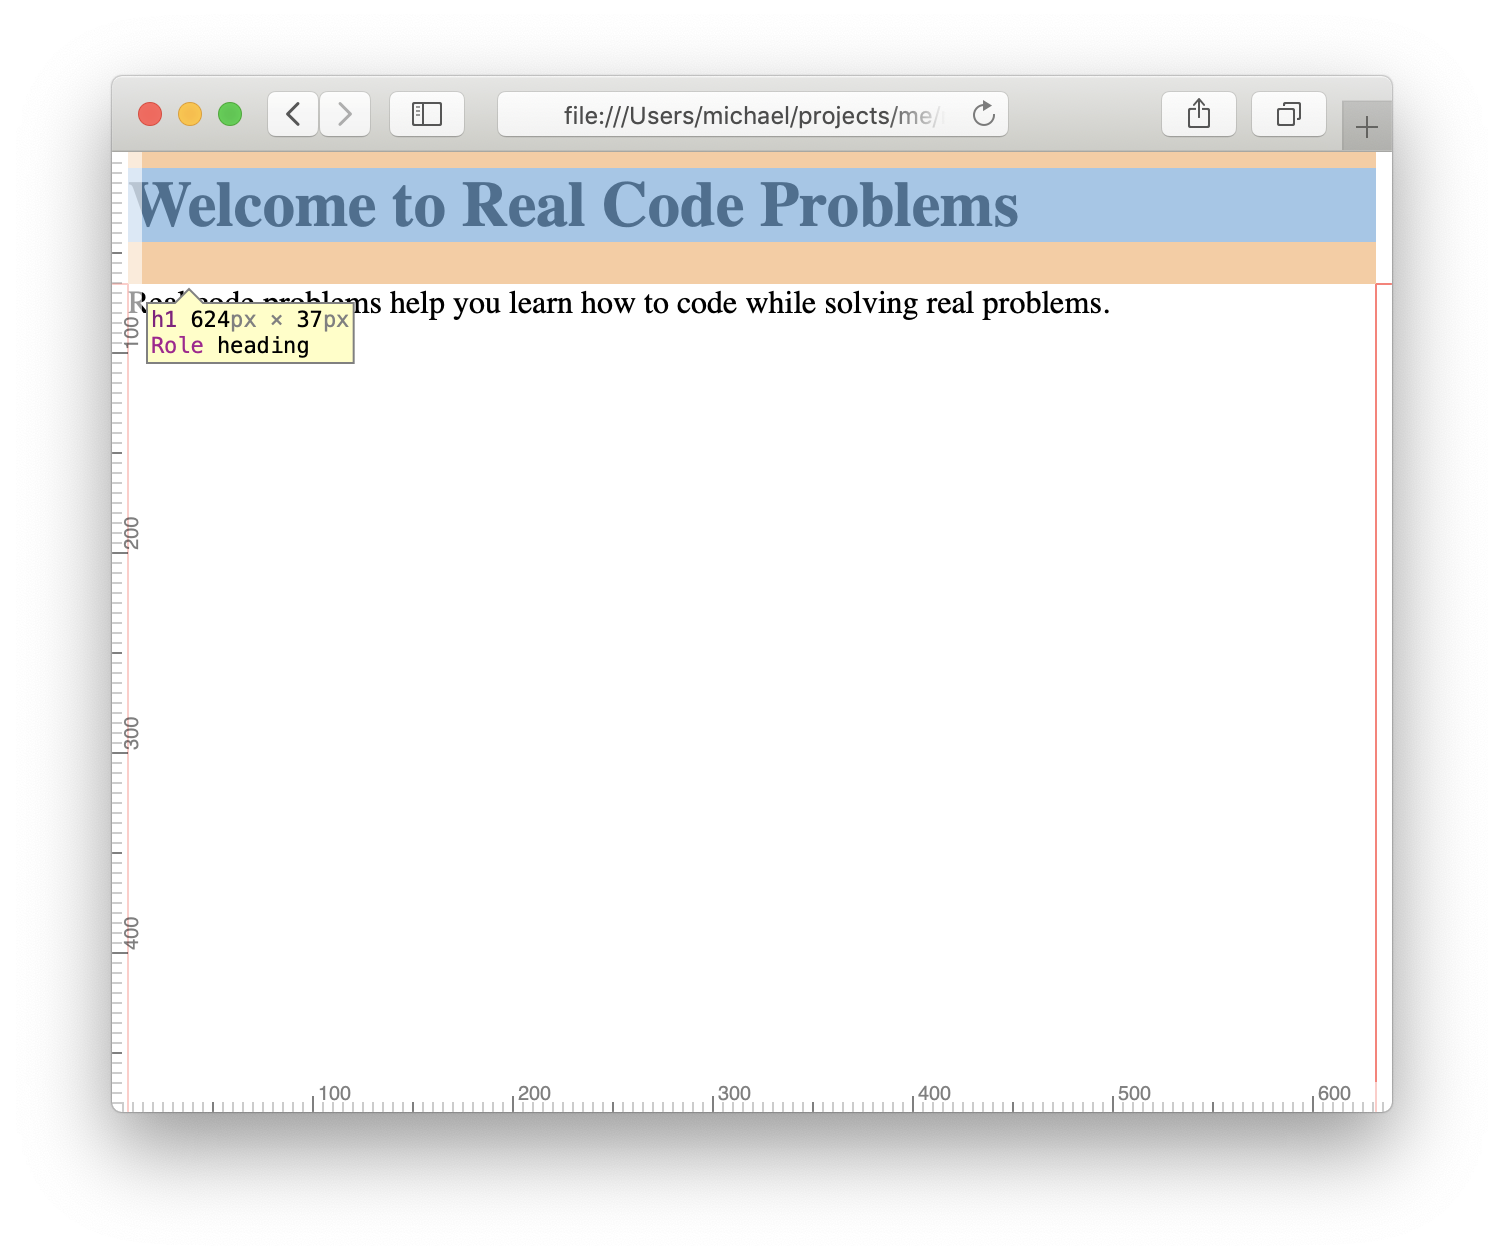 file:///Users/michael/projects/me/
Welcome to Real Code Problems
Real code problems help you learn how to code while solving real problems.
h1 624px × 37px
Role heading
100
200
300
400
100
200
300
400
500
600